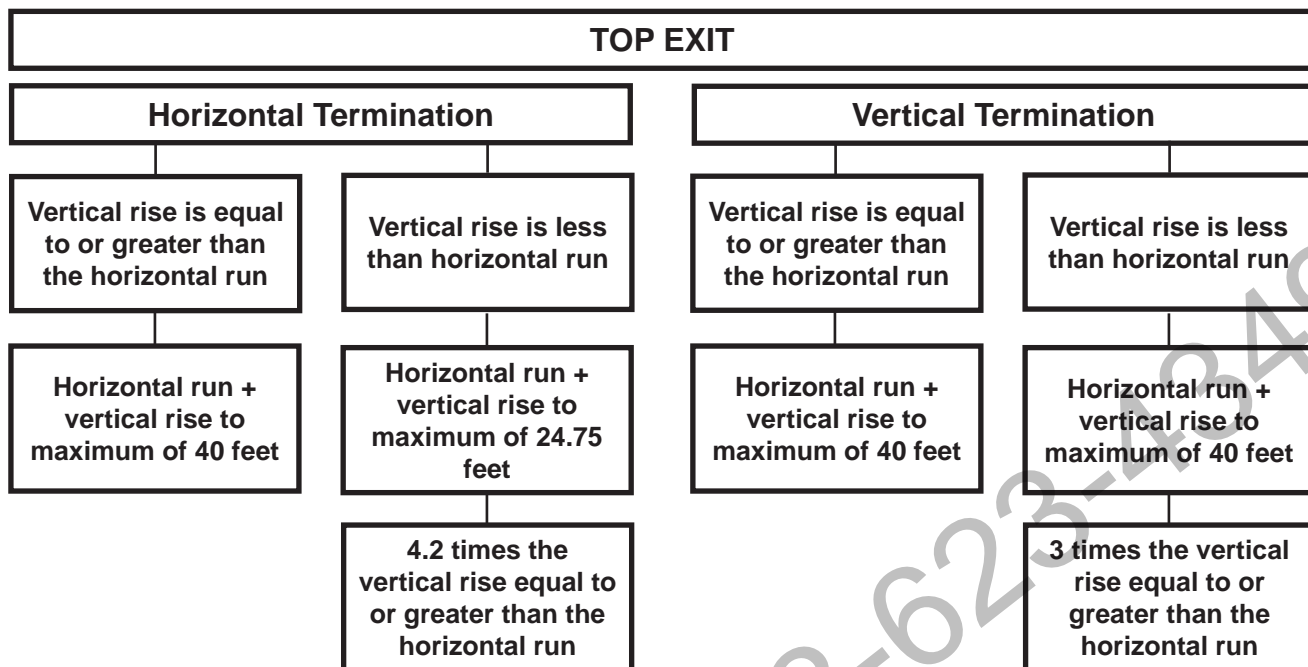 TOP EXIT
Horizontal Termination
Vertical rise is equal
to or greater than
the horizontal run
Horizontal run +
vertical rise to
maximum of 40 feet
Vertical rise is less
than horizontal run
Horizontal run +
vertical rise to
maximum of 24.75
feet
4.2 times the
vertical rise equal to
or greater than the
horizontal run
Vertical Termination
Vertical rise is equal
to or greater than
the horizontal run
Horizontal run +
vertical rise to
maximum of 40 feet
Vertical rise is less
than horizontal run
Horizontal run +
vertical rise to
maximum of 40 feet
3 times the vertical
rise equal to or
greater than the
horizontal run